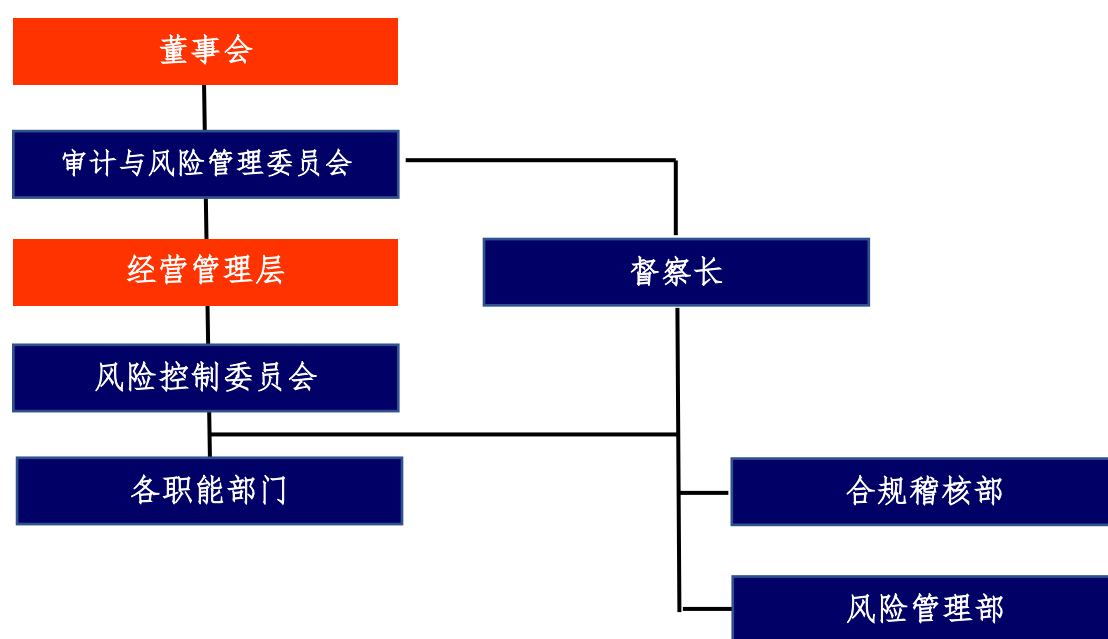 董事会
审计与风险管理委员会
经营管理层
督察长
风险控制委员会
各职能部门
合规稽核部
风险管理部